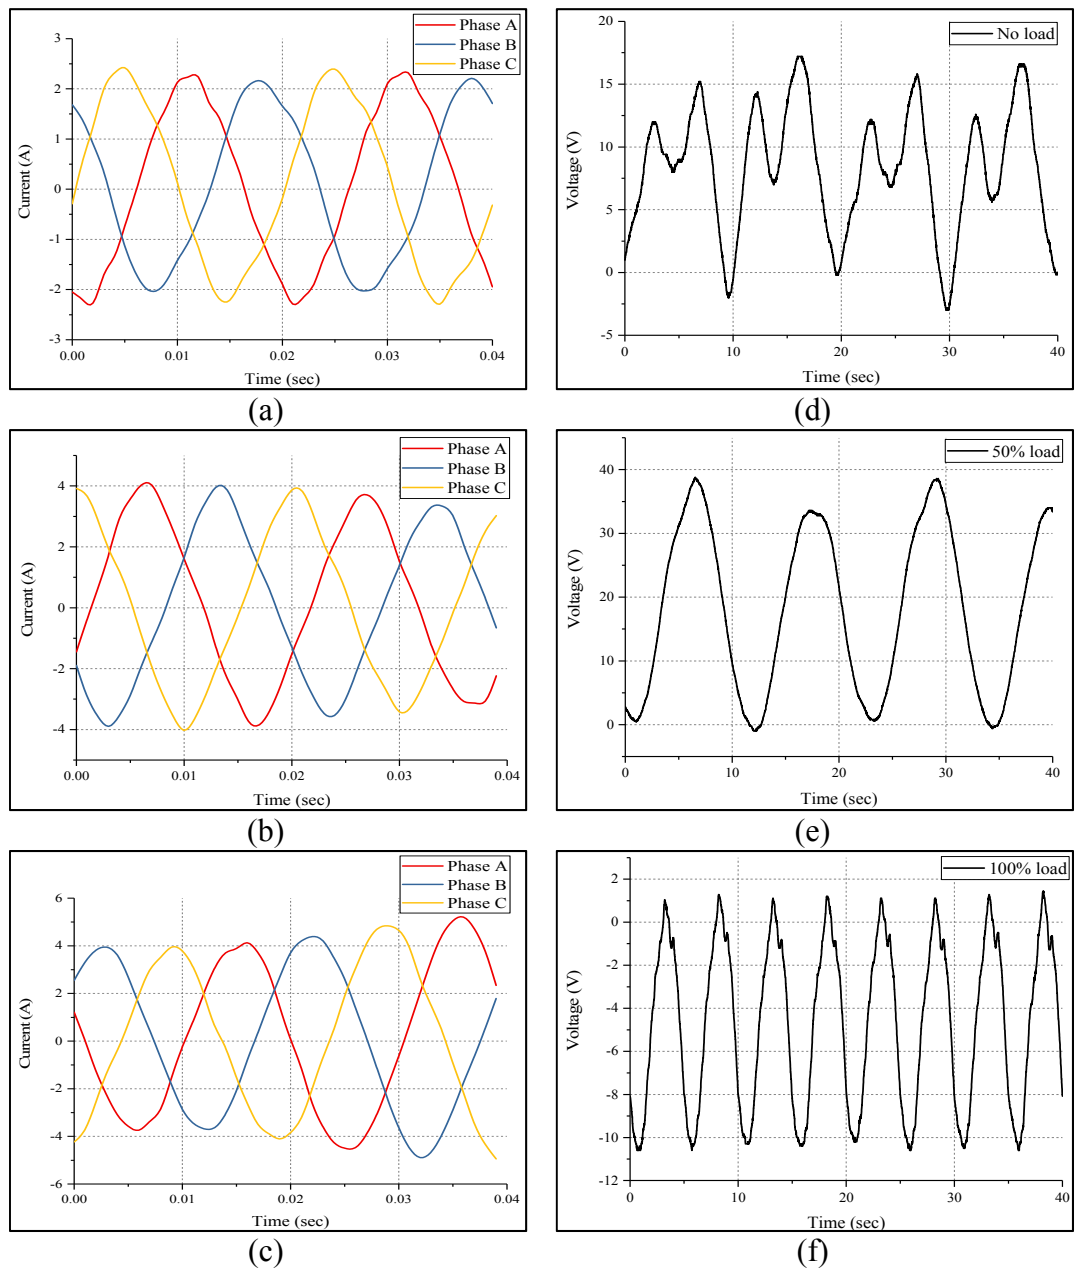 Phase A
Phase B
Phase C
3
2
1
0
-1
-2
-3
Current (A)
0.00 0.01 0.02 0.03 0.04
Time (sec)
(a)
No load
20
15
10
5
0
-5
Voltage (V)
0 10 20 30 40
Time (sec)
(d)
Phase A
Phase B
Phase C
4
2
0
-2
-4
Current (A)
0.00 0.01 0.02 0.03 0.04
Time (sec)
(b)
50% load
40
30
20
10
0
Voltage (V)
0 10 20 30 40
Time (sec)
(e)
Phase A
Phase B
Phase C
6
4
2
0
-2
-4
-6
Current (A)
0.00 0.01 0.02 0.03 0.04
Time (sec)
(c)
100% load
2
0
-2
-4
-6
-8
-10
-12
Voltage (V)
0 10 20 30 40
Time (sec)
(f)